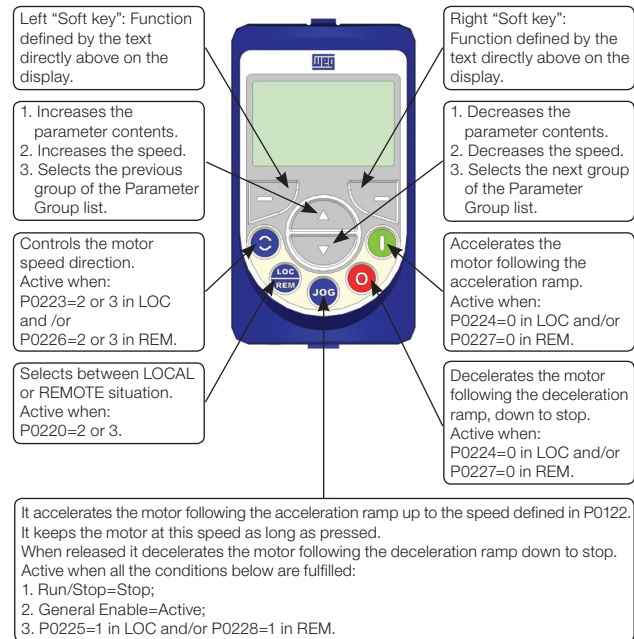 Left “Soft key”: Function
defined by the text
directly above on the
display.
Right “Soft key”:
Function defined by the
text directly above on the
display.
WEG
1. Increases the
parameter contents.
2. Increases the speed.
3. Selects the previous
group of the Parameter
Group list.
1. Decreases the
parameter contents.
2. Decreases the speed.
3. Selects the next group
of the Parameter
Group list.
Controls the motor
speed direction.
Active when:
P0223=2 or 3 in LOC
and /or
P0226=2 or 3 in REM.
LOC
REM
JOG
Accelerates the
motor following the
acceleration ramp.
Active when:
P0224=0 in LOC and/or
P0227=0 in REM.
Selects between LOCAL
or REMOTE situation.
Active when:
P0220=2 or 3.
Decelerates the motor
following the deceleration
ramp, down to stop.
Active when:
P0224=0 in LOC and/or
P0227=0 in REM.
It accelerates the motor following the acceleration ramp up to the speed defined in P0122.
It keeps the motor at this speed as long as pressed.
When released it decelerates the motor following the deceleration ramp down to stop.
Active when all the conditions below are fulfilled:
1. Run/Stop=Stop;
2. General Enable=Active;
3. P0225=1 in LOC and/or P0228=1 in REM.